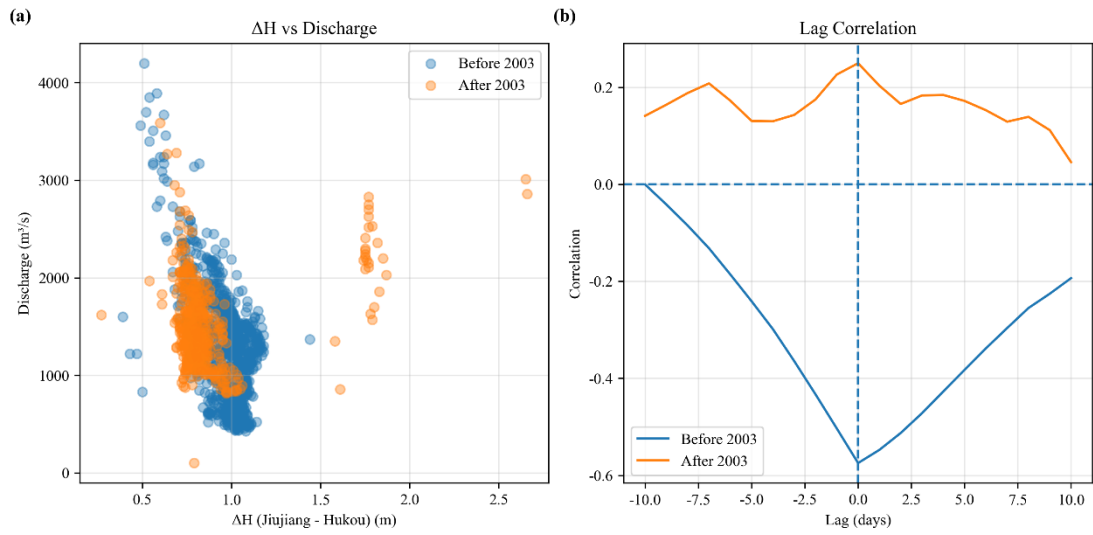 (a)
ΔH vs Discharge
Before 2003
After 2003
4000
3000
2000
1000
0
Discharge (m³/s)
0.5
1.0
1.5
2.0
2.5
ΔH (Jiujiang - Hukou) (m)
(b)
Lag Correlation
0.2
0.0
-0.2
-0.4
-0.6
Correlation
Before 2003
After 2003
-10.0
-7.5
-5.0
-2.5
0.0
2.5
5.0
7.5
10.0
Lag (days)